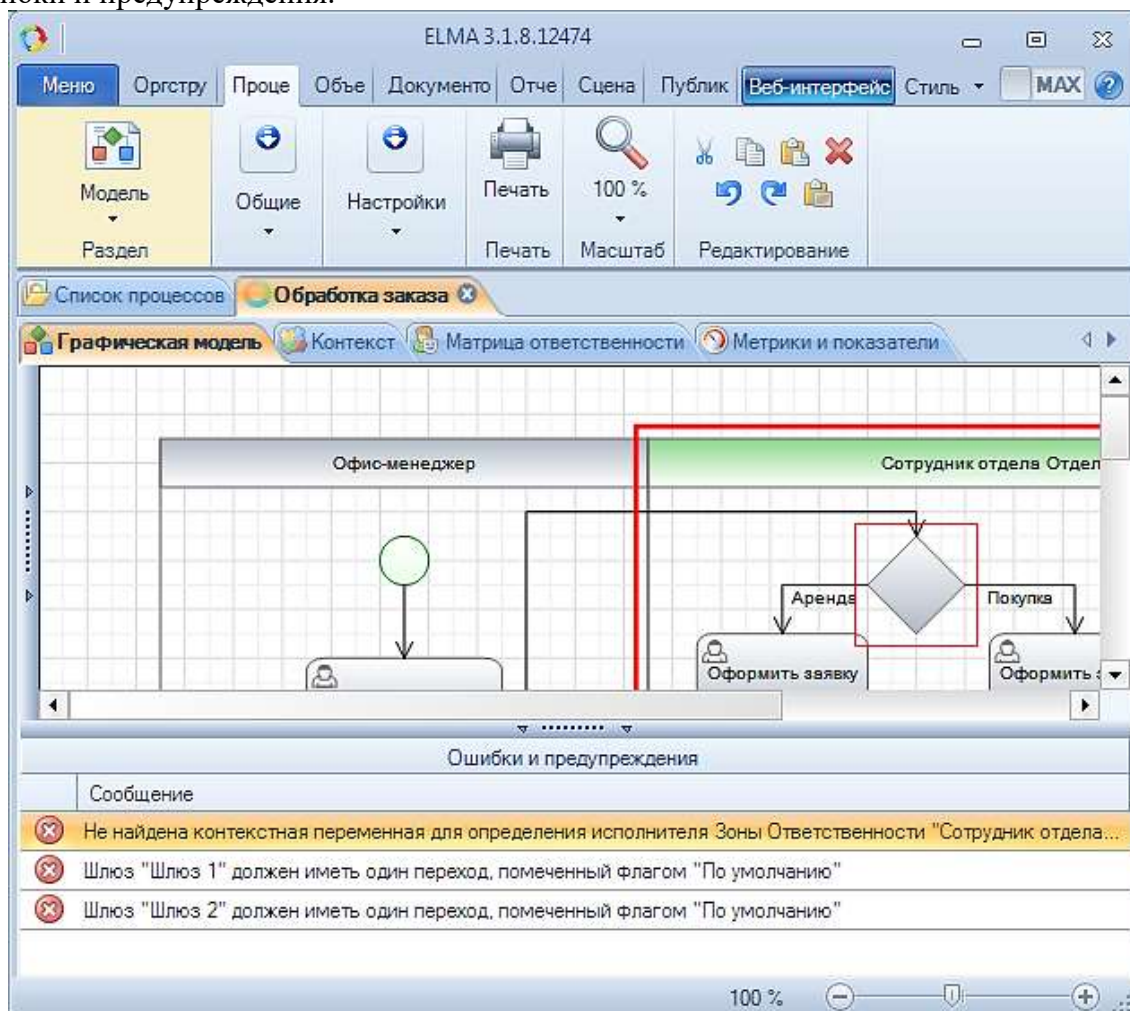 ELMA 3.1.8.12474
Меню Оргстру Проце Объе Документо Отче Сцена Публик Веб-интерфейс Стиль MAX
Модель Общие Настройки Печать 100 %
Раздел Печать Масштаб Редактирование
Список процессов Обработка заказа
Графическая модель Контекст Матрица ответственности Метрики и показатели
Офис-менеджер Сотрудник отдела Отдел
Аренда Покупка
Оформить заявку Оформить
Ошибки и предупреждения
Сообщение
Не найдена контекстная переменная для определения исполнителя Зоны Ответственности "Сотрудник отдела...
Шлюз "Шлюз 1" должен иметь один переход, помеченный флагом "По умолчанию"
Шлюз "Шлюз 2" должен иметь один переход, помеченный флагом "По умолчанию"
100 %